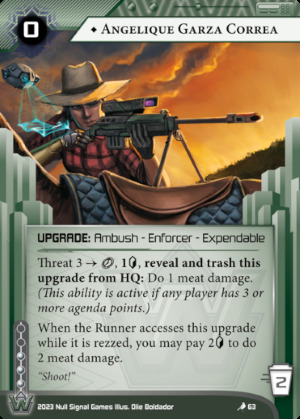 0
◆ Angelique Garza Correa
UPGRADE: Ambush - Enforcer - Expendable
Threat 3 → , 1, reveal and trash this
upgrade from HQ: Do 1 meat damage.
(This ability is active if any player has 3 or
more agenda points.)
When the Runner accesses this upgrade
while it is rezzed, you may pay 2 to do
2 meat damage.
"Shoot!"
2
2023 Null Signal Games Illus. Olie Boldador
63